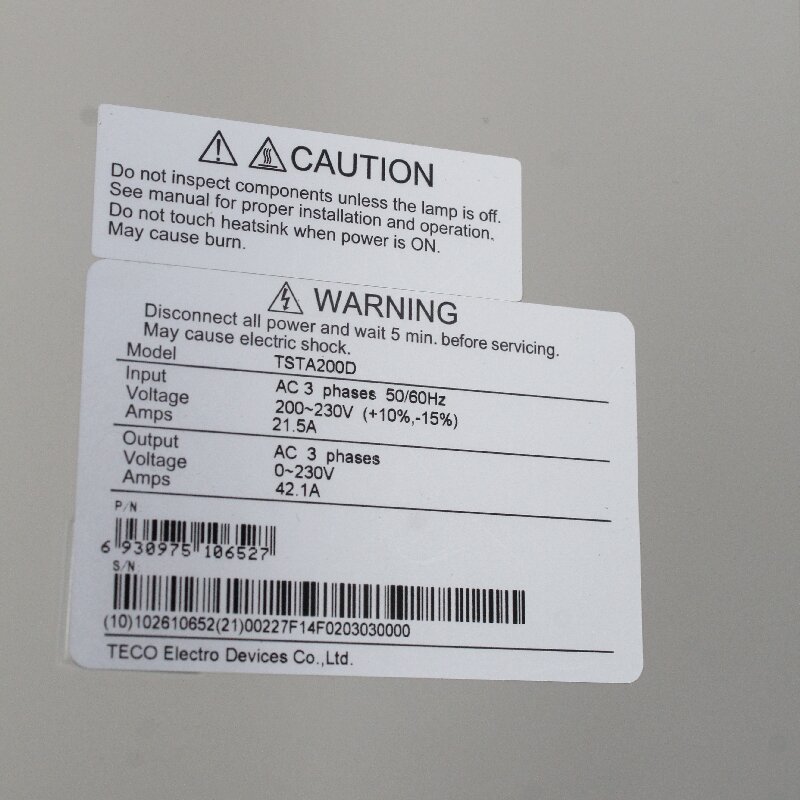 CAUTION
Do not inspect components unless the lamp is off.
See manual for proper installation and operation.
Do not touch heatsink when power is ON.
May cause burn.
WARNING
Disconnect all power and wait 5 min. before servicing.
May cause electric shock.
Model TSTA200D
Input AC 3 phases 50/60Hz
Voltage 200~230V (+10%,-15%)
Amps 21.5A
Output AC 3 phases
Voltage 0~230V
Amps 42.1A
P/N
6 930975 106527
S/N
(10)102610652(21)00227F14F0203030000
TECO Electro Devices Co.,Ltd.